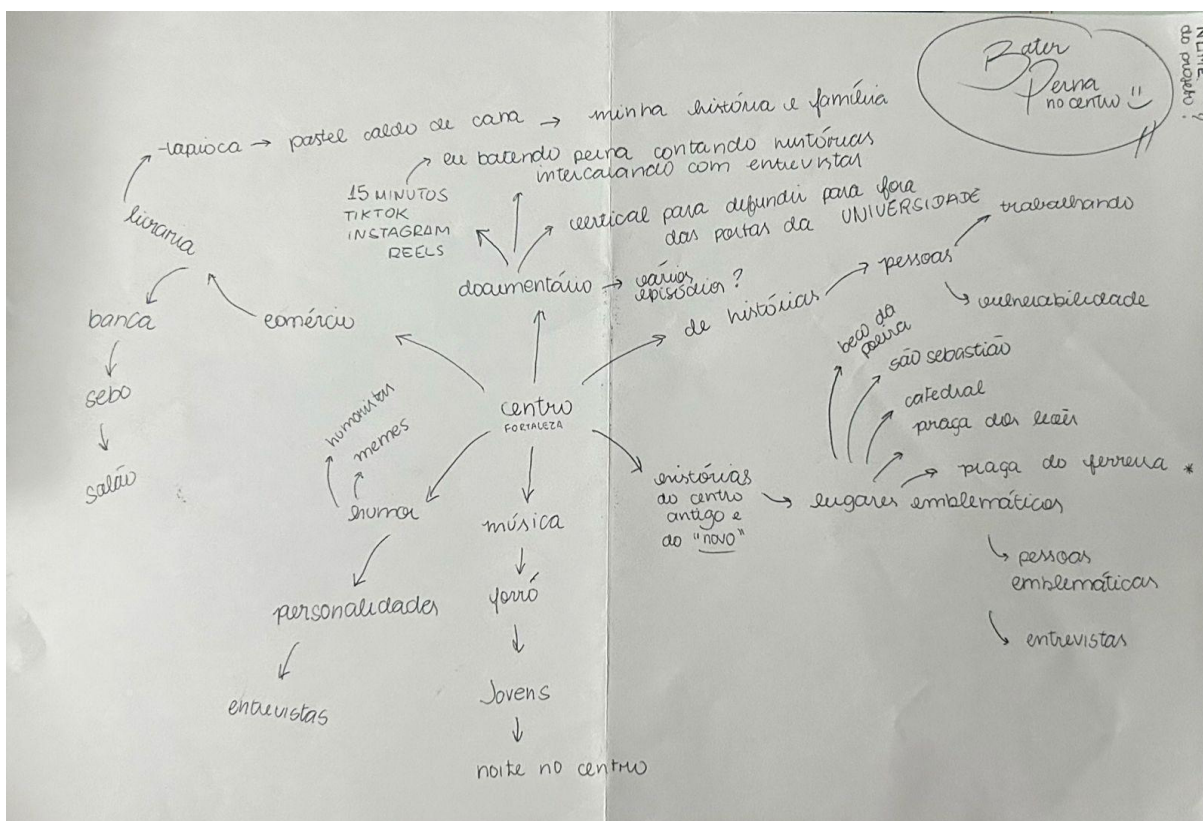 NOME
do projeto?
Bater
Perna
no centro
tapioca → pastel caldo de cana → minha história e família
eu batendo perna contando histórias
intercalando com entrevistas
15 MINUTOS
TIKTOK
INSTAGRAM
REELS
vertical para difundir para fora
das portas da UNIVERSIDADE
documentário → vários
episódios?
livraria
banca
sebo
salão
comércio
de histórias
pessoas
trabalhando
vulnerabilidade
centro
FORTALEZA
humoristas
memes
humor
personalidades
entrevistas
música
forró
Jovens
noite no centro
histórias
do centro
antigo e
do "novo"
lugares emblemáticos
beco da
poeira
são sebastião
catedral
praça dos leões
praça do ferreira *
pessoas
emblemáticas
entrevistas